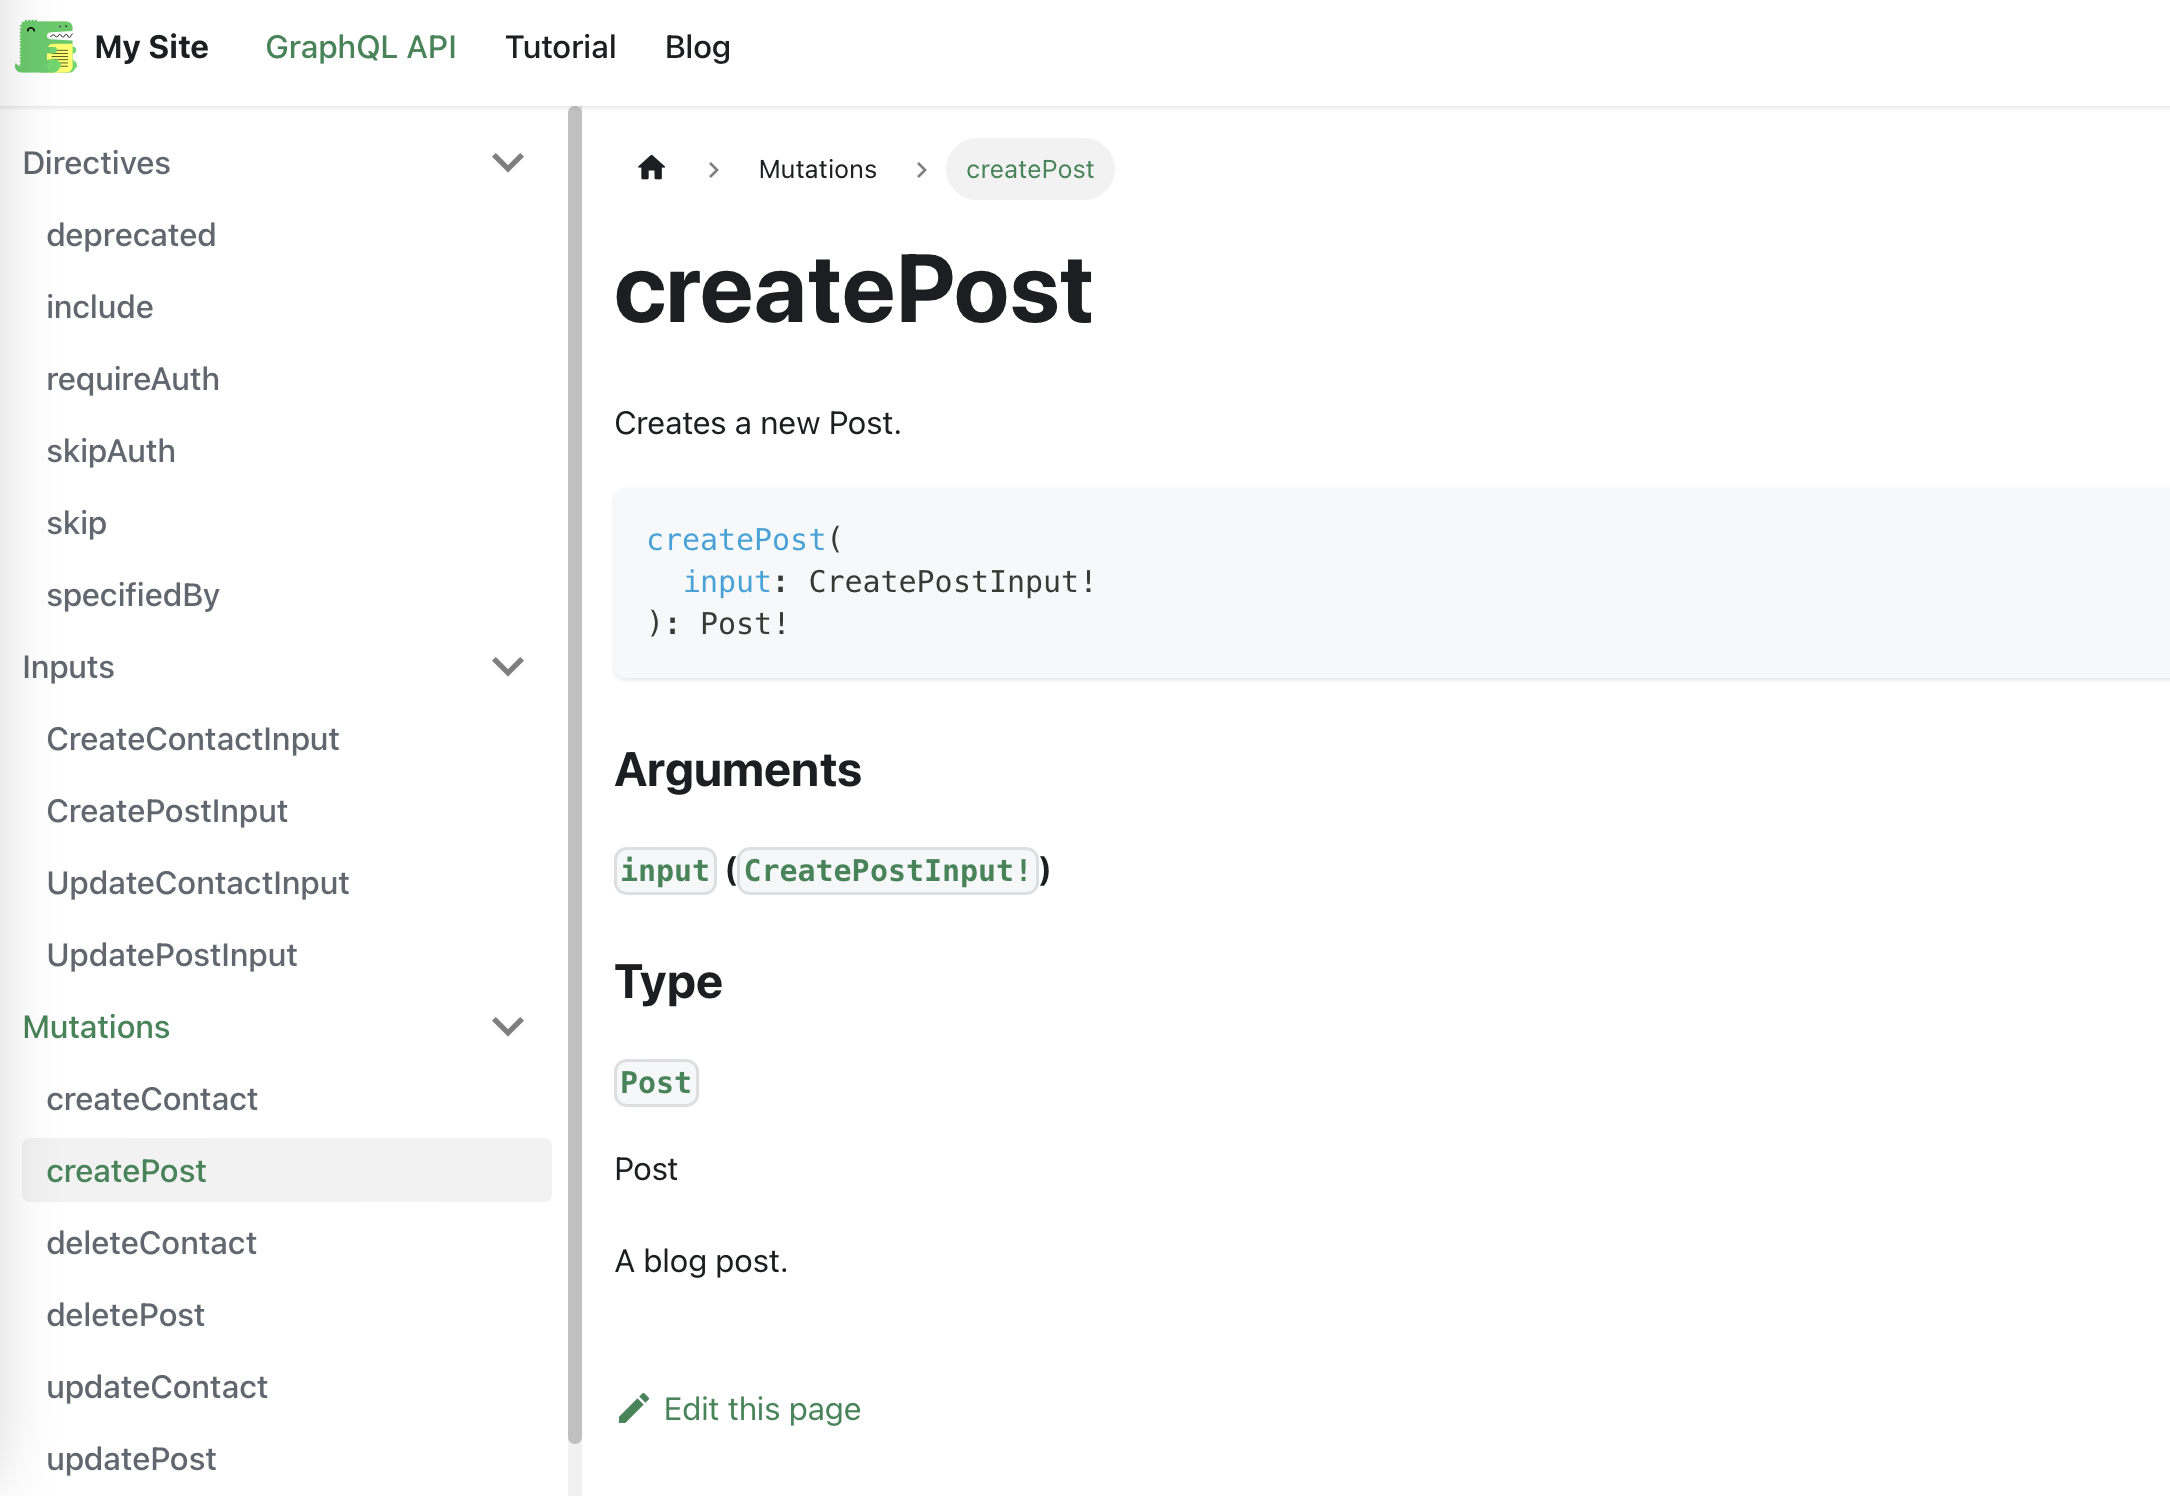 My Site
GraphQL API
Tutorial
Blog
Directives
deprecated
include
requireAuth
skipAuth
skip
specifiedBy
Inputs
CreateContactInput
CreatePostInput
UpdateContactInput
UpdatePostInput
Mutations
createContact
createPost
deleteContact
deletePost
updateContact
updatePost
Mutations
createPost
createPost
Creates a new Post.
createPost(
  input: CreatePostInput!
): Post!
Arguments
input (CreatePostInput!)
Type
Post
Post
A blog post.
Edit this page